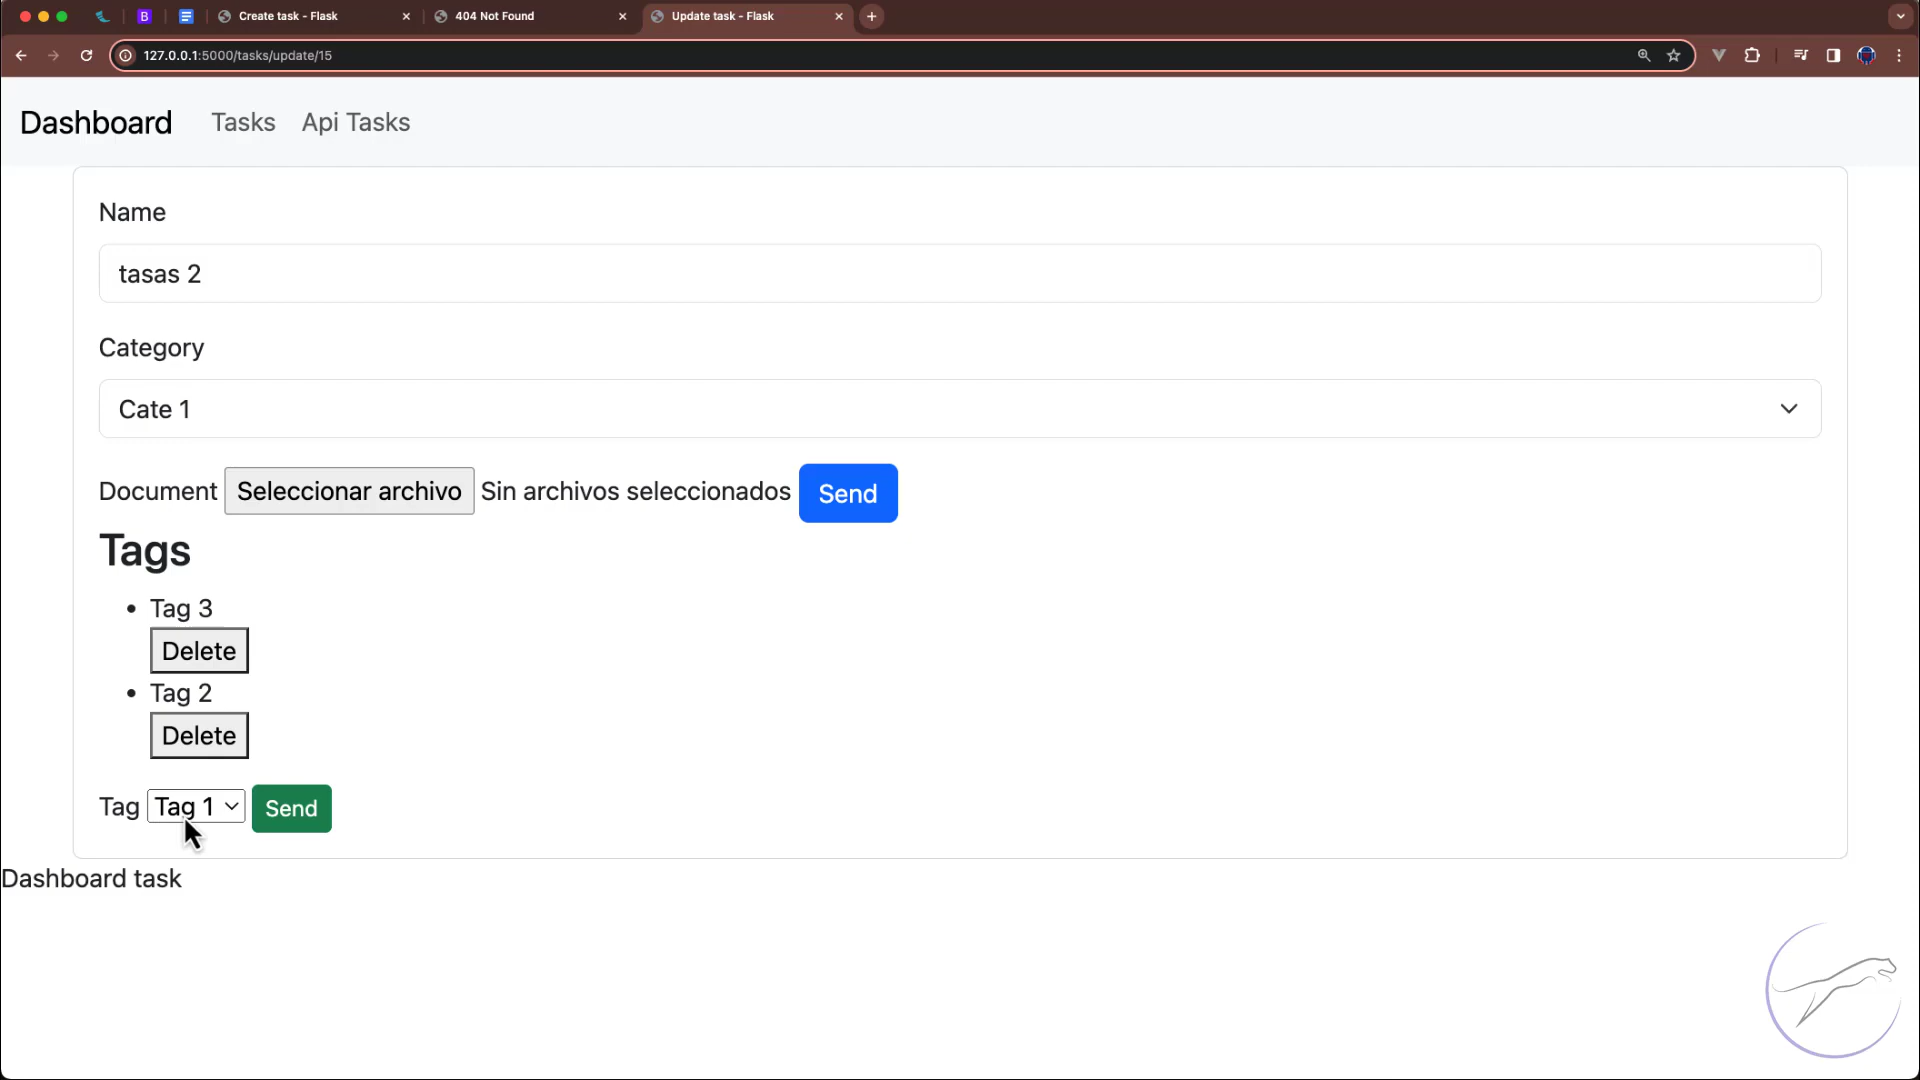 B Create task - Flask 404 Not Found Update task - Flask
127.0.0.1:5000/tasks/update/15
Dashboard Tasks Api Tasks
Name
tasas 2
Category
Cate 1
Document Seleccionar archivo Sin archivos seleccionados Send
Tags
Tag 3
Delete
Tag 2
Delete
Tag Tag 1 Send
Dashboard task